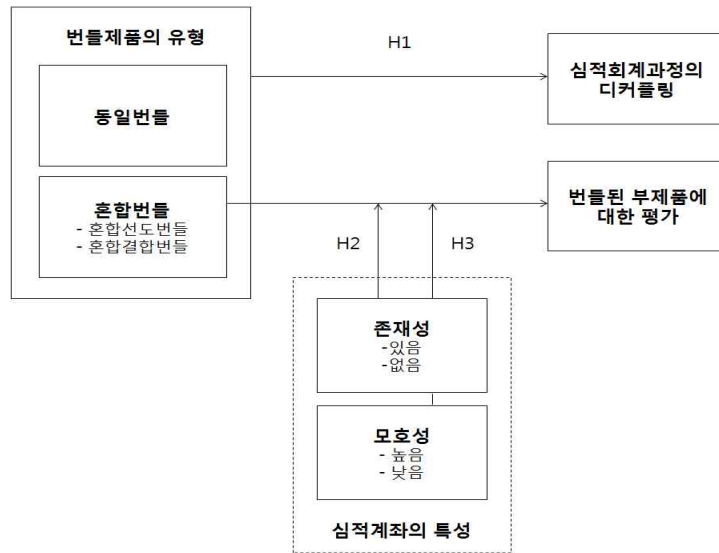 번들제품의 유형
동일번들
혼합번들
- 혼합선도번들
- 혼합결합번들
H1
심적회계과정의
디커플링
번들된 부제품에
대한 평가
H2
H3
존재성
-있음
-없음
모호성
- 높음
- 낮음
심적계좌의 특성